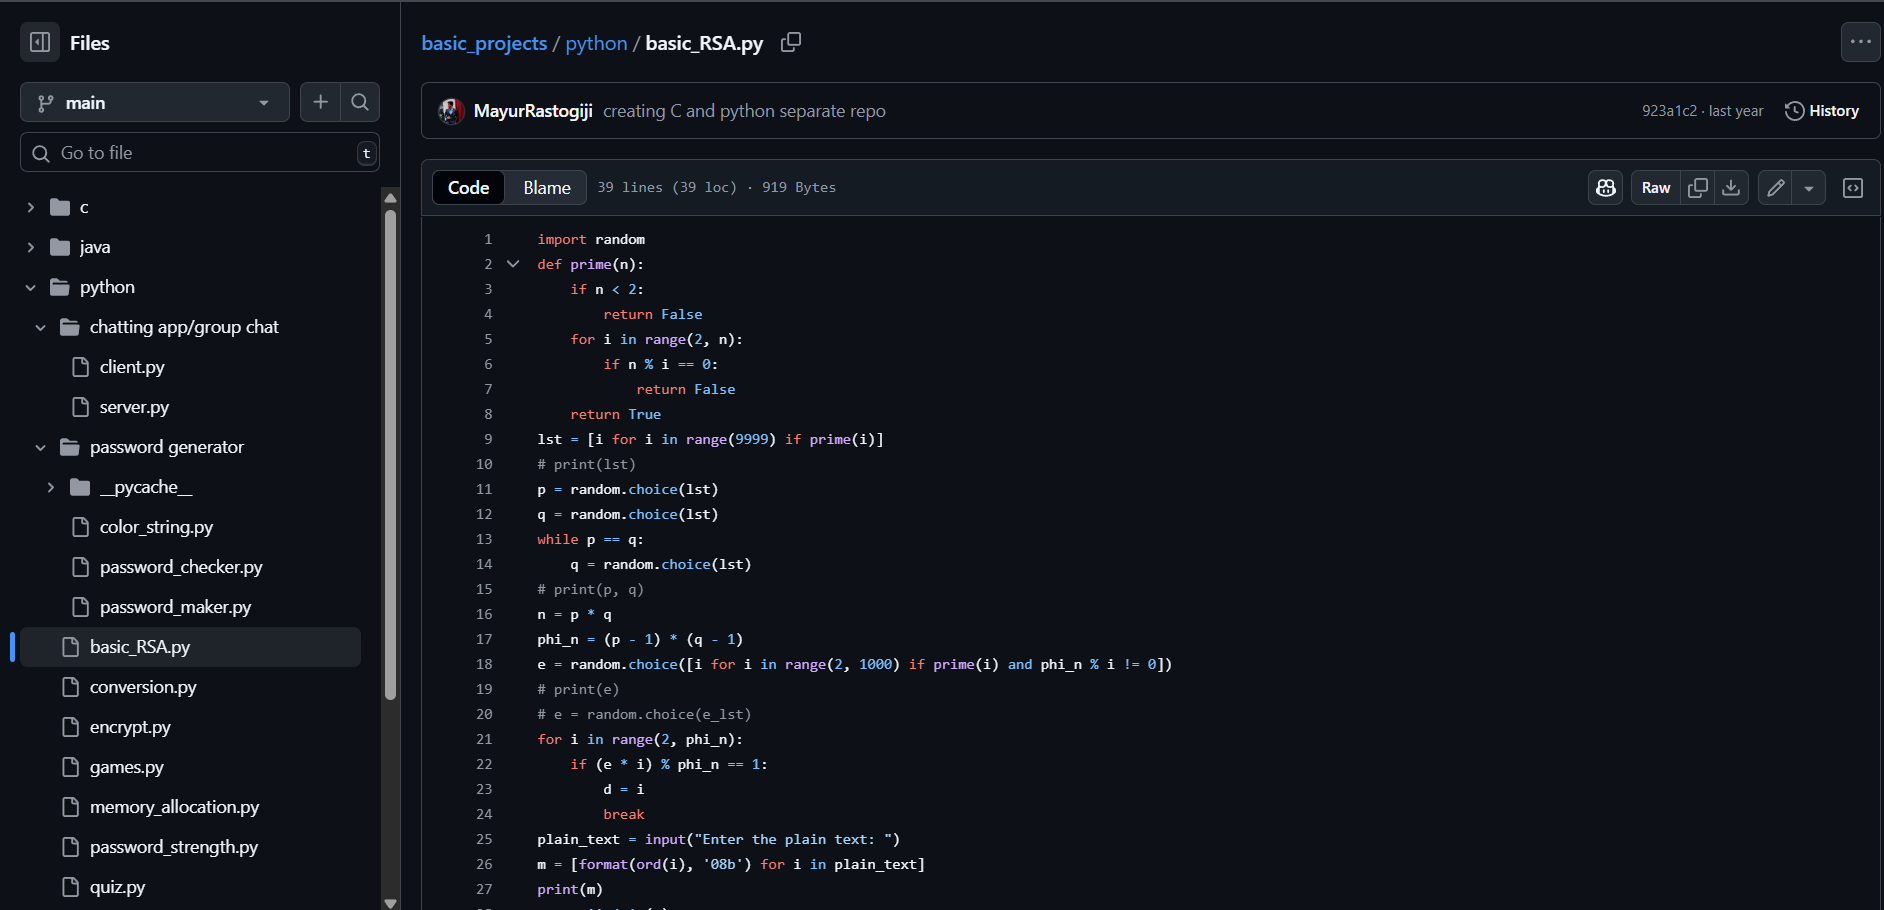 Files
main
Go to file
t
c
java
python
chatting app/group chat
client.py
server.py
password generator
__pycache__
color_string.py
password_checker.py
password_maker.py
basic_RSA.py
conversion.py
encrypt.py
games.py
memory_allocation.py
password_strength.py
quiz.py
basic_projects / python / basic_RSA.py
MayurRastogiji creating C and python separate repo 923a1c2 · last year History
Code Blame 39 lines (39 loc) · 919 Bytes Raw
1 import random
2 def prime(n):
3     if n < 2:
4         return False
5     for i in range(2, n):
6         if n % i == 0:
7             return False
8     return True
9 lst = [i for i in range(9999) if prime(i)]
10 # print(lst)
11 p = random.choice(lst)
12 q = random.choice(lst)
13 while p == q:
14     q = random.choice(lst)
15 # print(p, q)
16 n = p * q
17 phi_n = (p - 1) * (q - 1)
18 e = random.choice([i for i in range(2, 1000) if prime(i) and phi_n % i != 0])
19 # print(e)
20 # e = random.choice(e_lst)
21 for i in range(2, phi_n):
22     if (e * i) % phi_n == 1:
23         d = i
24         break
25 plain_text = input("Enter the plain text: ")
26 m = [format(ord(i), '08b') for i in plain_text]
27 print(m)